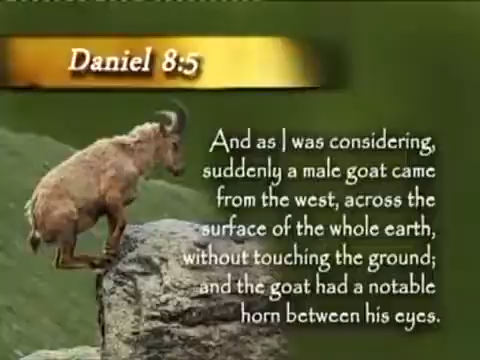 Daniel 8:5
And as I was considering,
suddenly a male goat came
from the west, across the
surface of the whole earth,
without touching the ground;
and the goat had a notable
horn between his eyes.